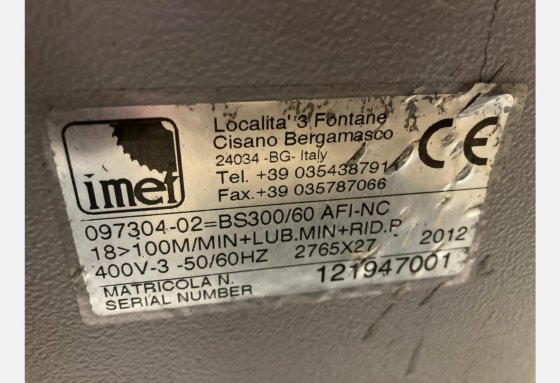 imet
Localita' 3 Fontane
Cisano Bergamasco
24034 -BG- Italy
Tel. +39 035438791
Fax.+39 035787066
CE
097304-02=BS300/60 AFI-NC
18>100M/MIN+LUB.MIN+RID.P.
400V-3 -50/60HZ 2765X27 2012
MATRICOLA N.
SERIAL NUMBER
121947001